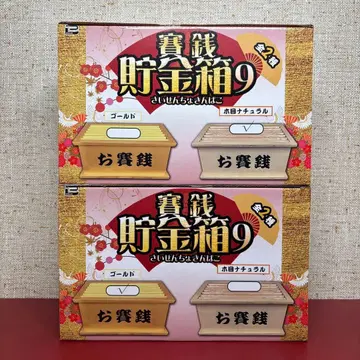 賽銭
貯金箱9
さいせんちょきんばこ
全2種
ゴールド
木目ナチュラル
お賽銭
お賽銭
賽銭
貯金箱9
さいせんちょきんばこ
全2種
ゴールド
木目ナチュラル
お賽銭
お賽銭